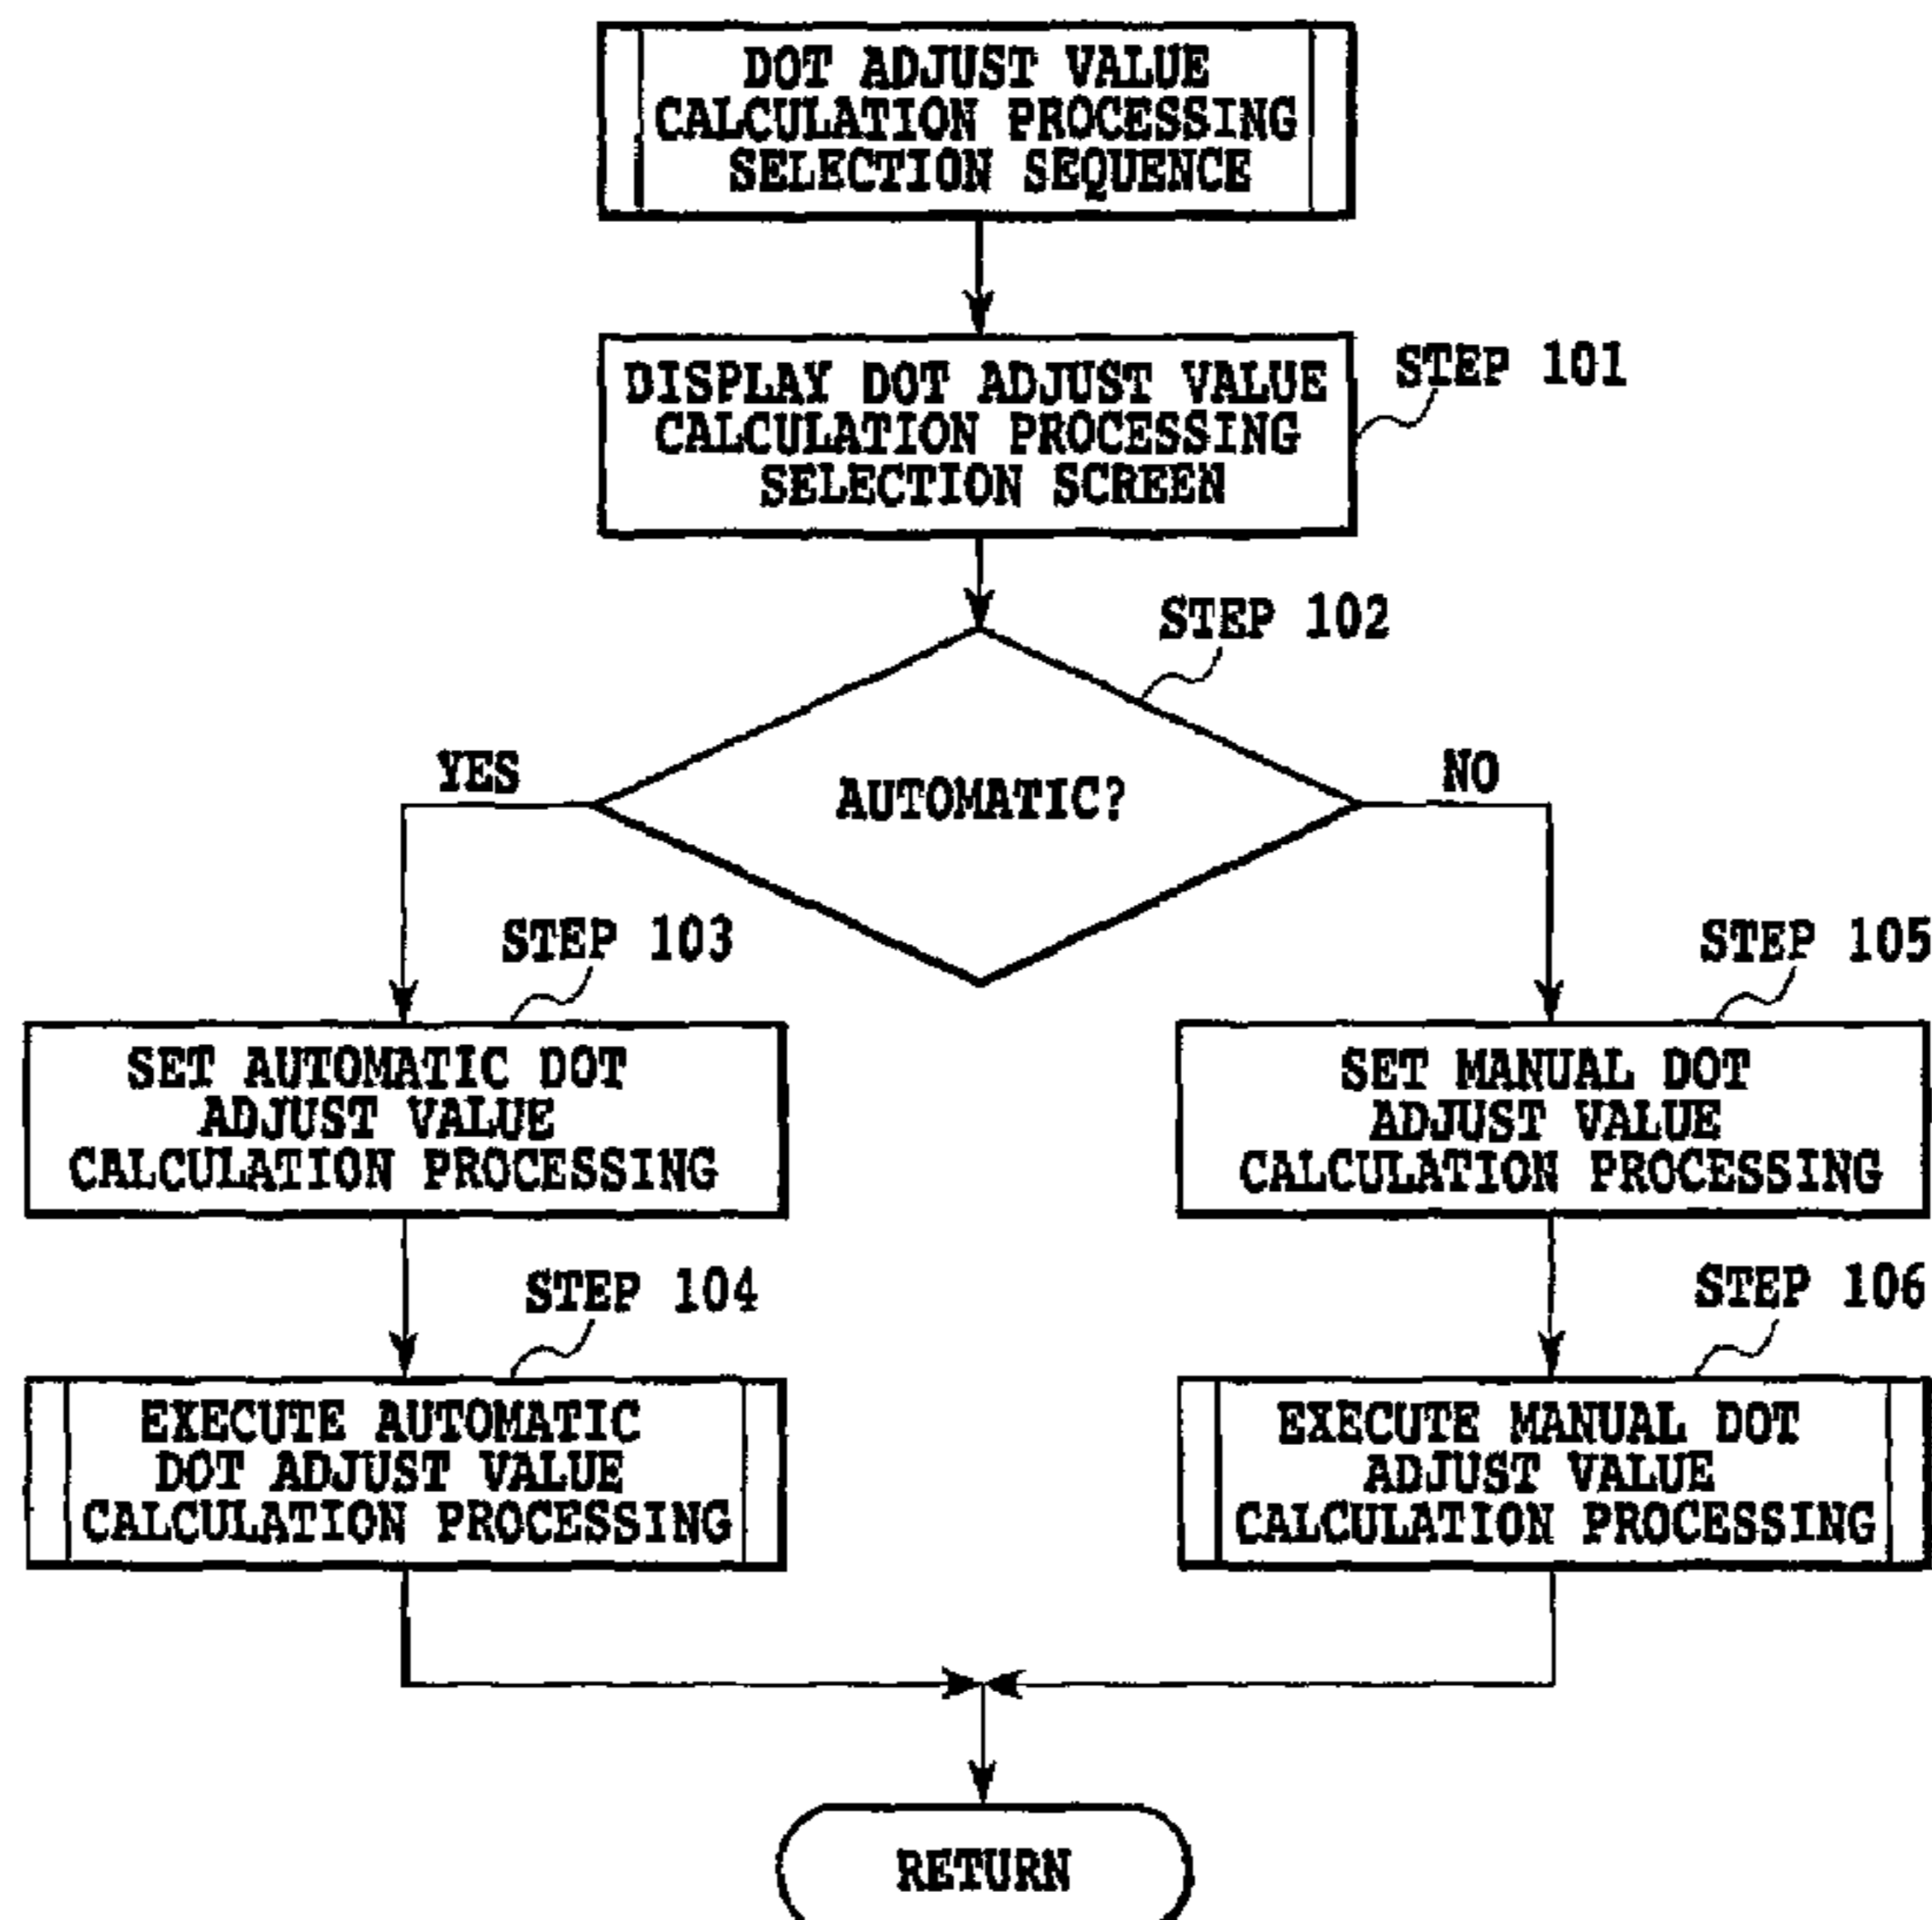 DOT ADJUST VALUE
CALCULATION PROCESSING
SELECTION SEQUENCE
DISPLAY DOT ADJUST VALUE
CALCULATION PROCESSING
SELECTION SCREEN
STEP 101
STEP 102
AUTOMATIC?
YES
NO
STEP 103
SET AUTOMATIC DOT
ADJUST VALUE
CALCULATION PROCESSING
STEP 105
SET MANUAL DOT
ADJUST VALUE
CALCULATION PROCESSING
STEP 104
EXECUTE AUTOMATIC
DOT ADJUST VALUE
CALCULATION PROCESSING
STEP 106
EXECUTE MANUAL DOT
ADJUST VALUE
CALCULATION PROCESSING
RETURN